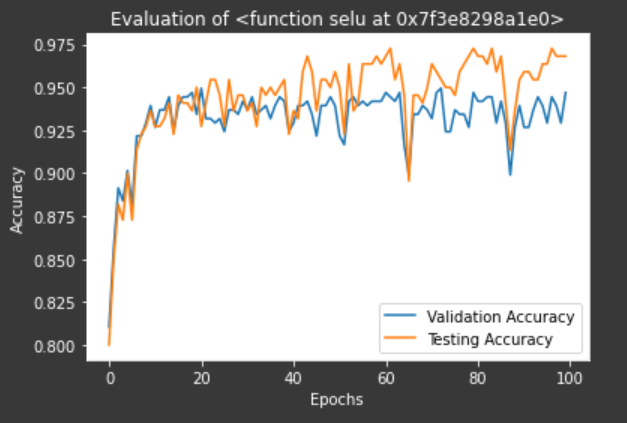 Evaluation of <function selu at 0x7f3e8298a1e0>
0.975
0.950
0.925
0.900
0.875
0.850
0.825
0.800
Accuracy
Validation Accuracy
Testing Accuracy
0 20 40 60 80 100
Epochs